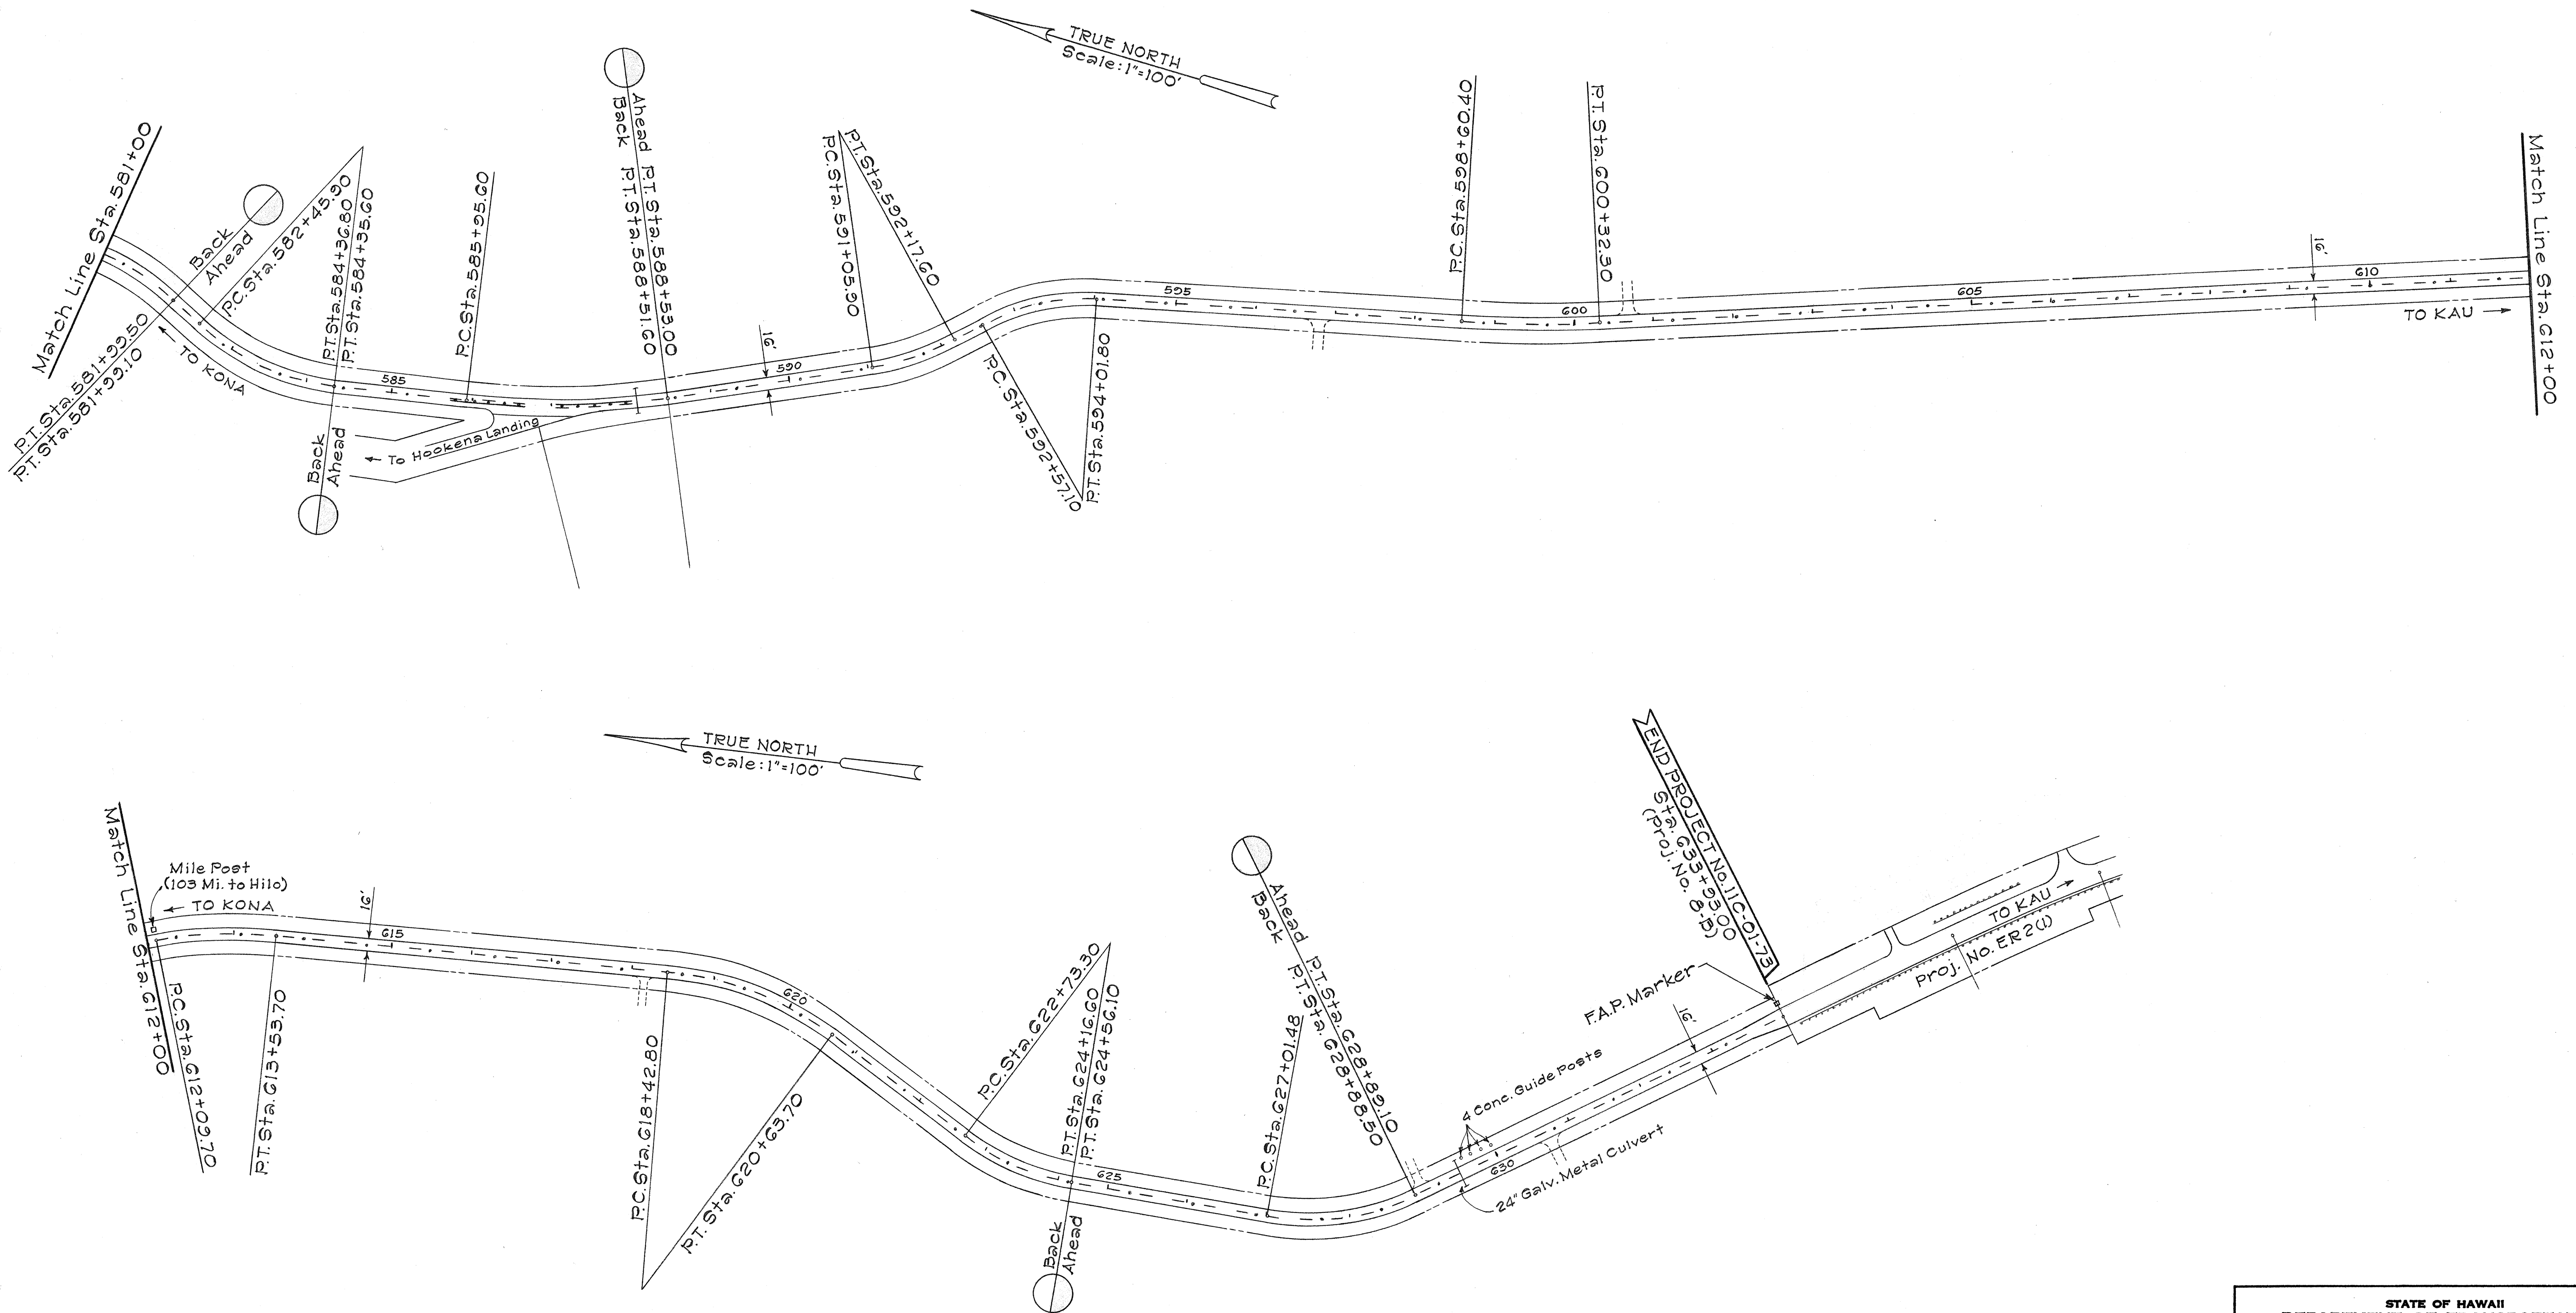 TRUE NORTH
Scale: 1"=100'
Match Line Sta. 581+00
Back
Ahead
P.T. Sta. 581+99.50
P.T. Sta. 581+99.10
P.C. Sta. 582+45.90
TO KONA
P.T. Sta. 584+36.80
P.T. Sta. 584+35.60
Back
Ahead
585
P.C. Sta. 585+95.60
To Hookena Landing
Ahead P.T. Sta. 588+53.00
Back P.T. Sta. 588+51.60
16'
590
P.C. Sta. 591+05.90
P.T. Sta. 592+17.60
P.C. Sta. 592+57.10
P.T. Sta. 594+01.80
595
P.C. Sta. 598+60.40
600
P.T. Sta. 600+32.50
605
16'
610
TO KAU
Match Line Sta. 612+00
TRUE NORTH
Scale: 1"=100'
Match Line Sta. 612+00
Mile Post
(103 Mi. to Hilo)
TO KONA
P.C. Sta. 612+09.70
P.T. Sta. 613+53.70
16'
615
P.C. Sta. 618+42.80
620
P.T. Sta. 620+63.70
P.C. Sta. 622+73.30
P.T. Sta. 624+16.60
P.T. Sta. 624+56.10
Back
Ahead
625
P.C. Sta. 627+01.48
Ahead P.T. Sta. 628+89.10
Back P.T. Sta. 628+88.50
4 Conc. Guide Posts
630
24" Galv. Metal Culvert
16'
F.A.P. Marker
END PROJECT No. 11C-01-73
Sta. 633+93.00
(Proj. No. 8-B)
TO KAU
Proj. No. ER 2(1)
STATE OF HAWAII